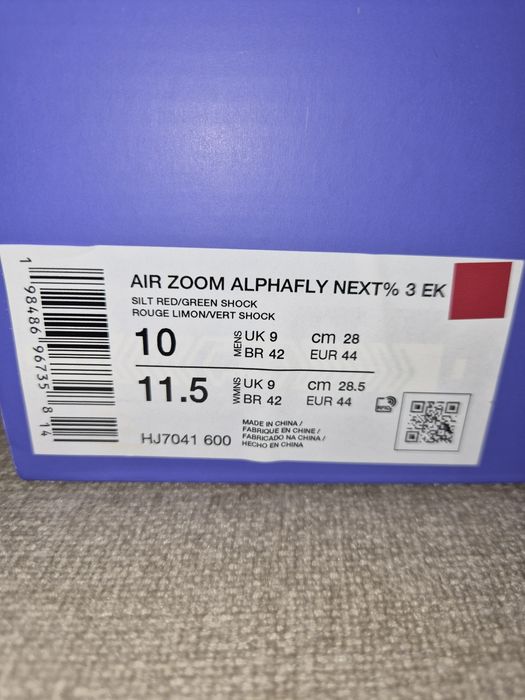 AIR ZOOM ALPHAFLY NEXT% 3 EK
SILT RED/GREEN SHOCK
ROUGE LIMON/VERT SHOCK
10 MENS UK 9 cm 28
BR 42 EUR 44
11.5 WMNS UK 9 cm 28.5
BR 42 EUR 44
HJ7041 600
MADE IN CHINA /
FABRIQUE EN CHINE /
FABRICADO NA CHINA /
HECHO EN CHINA
1 98486 96735 8 14